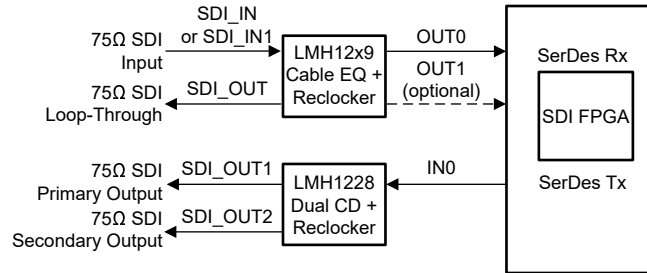 75Ω SDI
Input
SDI_IN
or SDI_IN1
75Ω SDI
Loop-Through
SDI_OUT
LMH12x9
Cable EQ +
Reclocker
OUT0
OUT1
(optional)
SerDes Rx
SDI FPGA
SerDes Tx
75Ω SDI
Primary Output
SDI_OUT1
75Ω SDI
Secondary Output
SDI_OUT2
LMH1228
Dual CD +
Reclocker
IN0